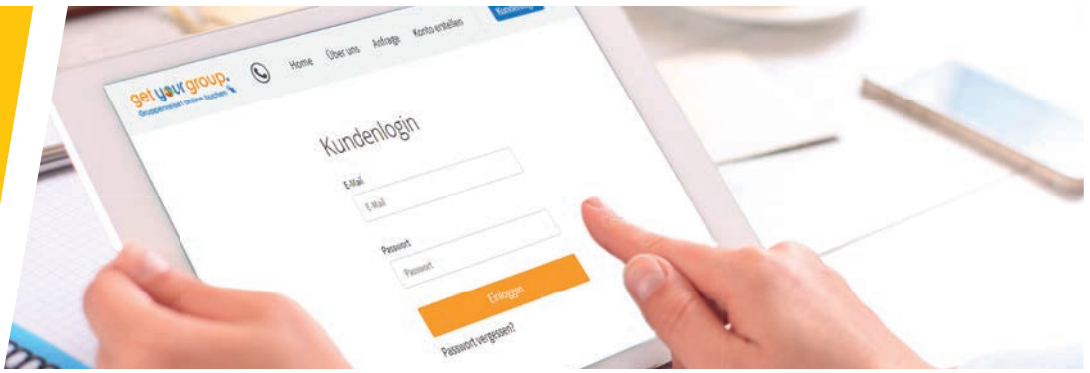 get your group.
Gruppenreisen online buchen
Home Über uns Anfrage Konto erstellen
Kundenlogin
Kundenlogin
E-Mail
E-Mail
Passwort
Passwort
Einloggen
Passwort vergessen?